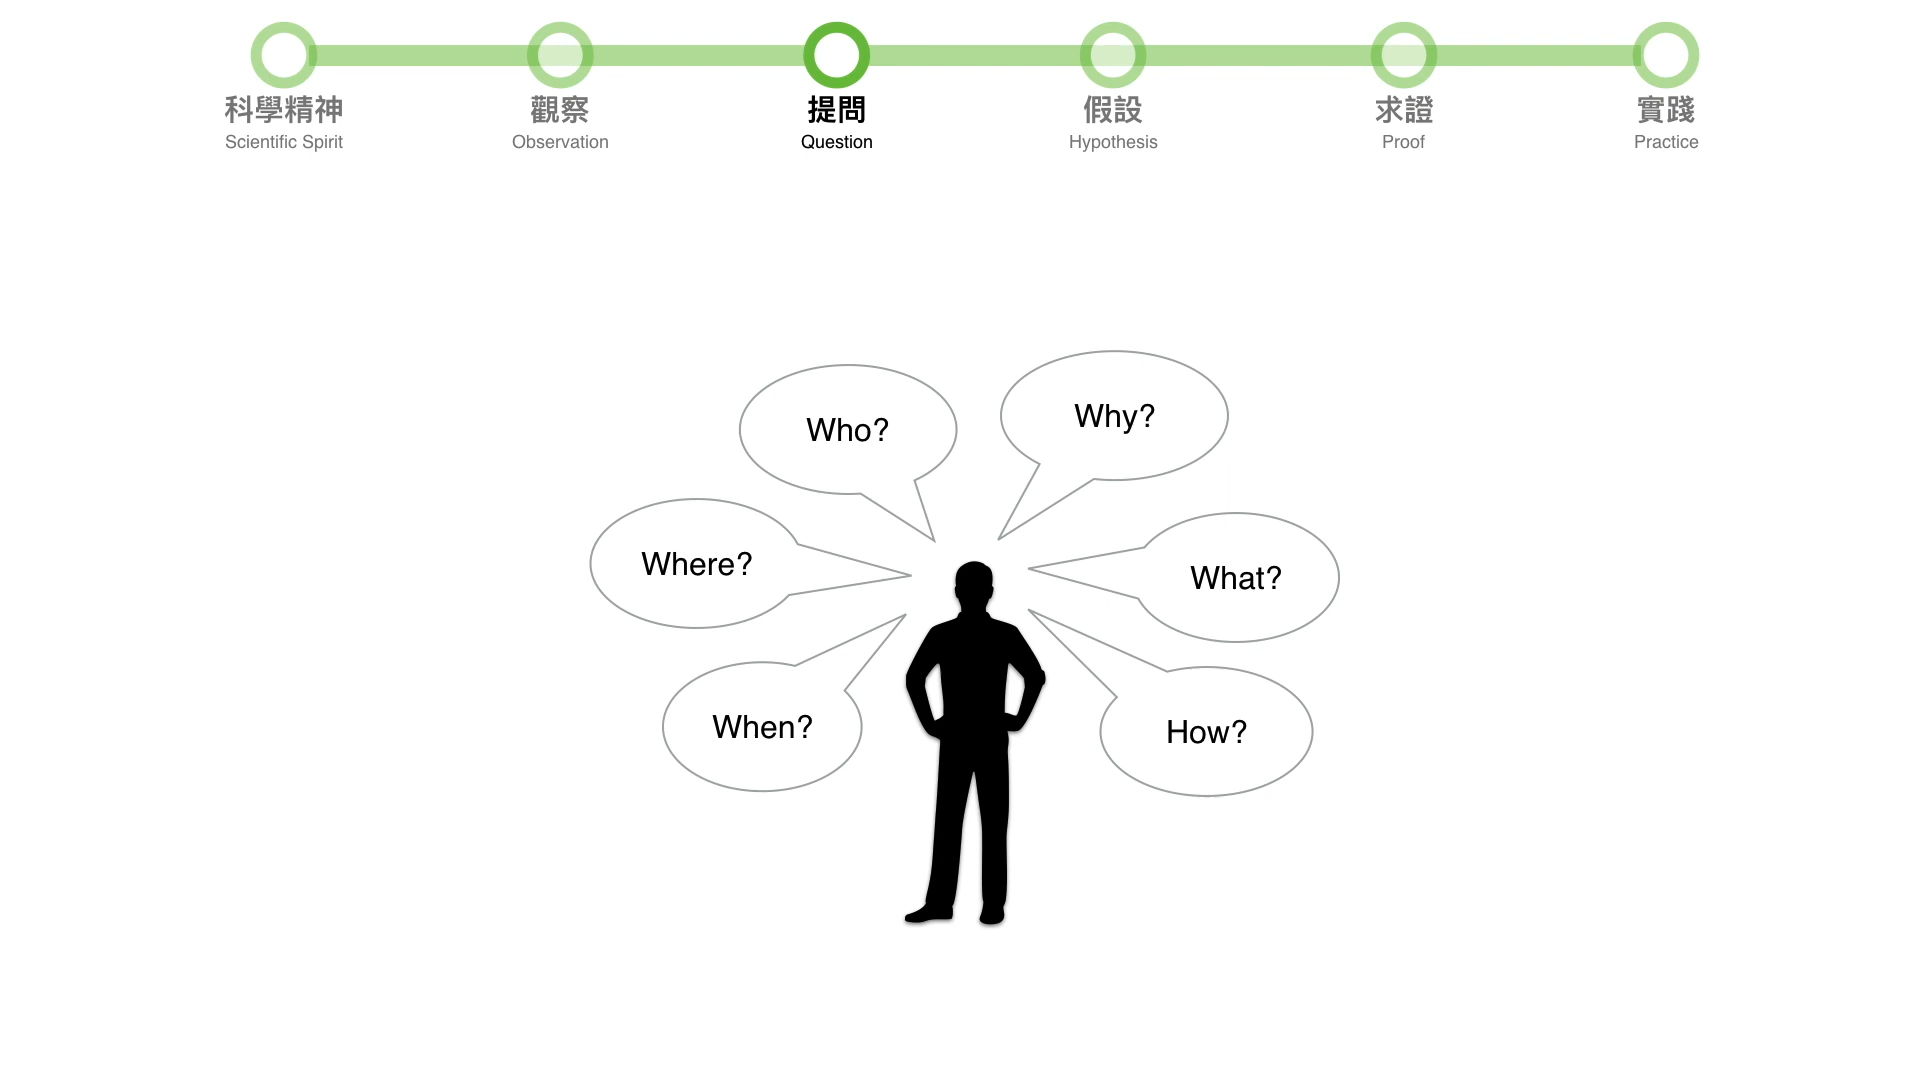 科學精神
Scientific Spirit
觀察
Observation
提問
Question
假設
Hypothesis
求證
Proof
實踐
Practice
Who?
Why?
Where?
What?
When?
How?